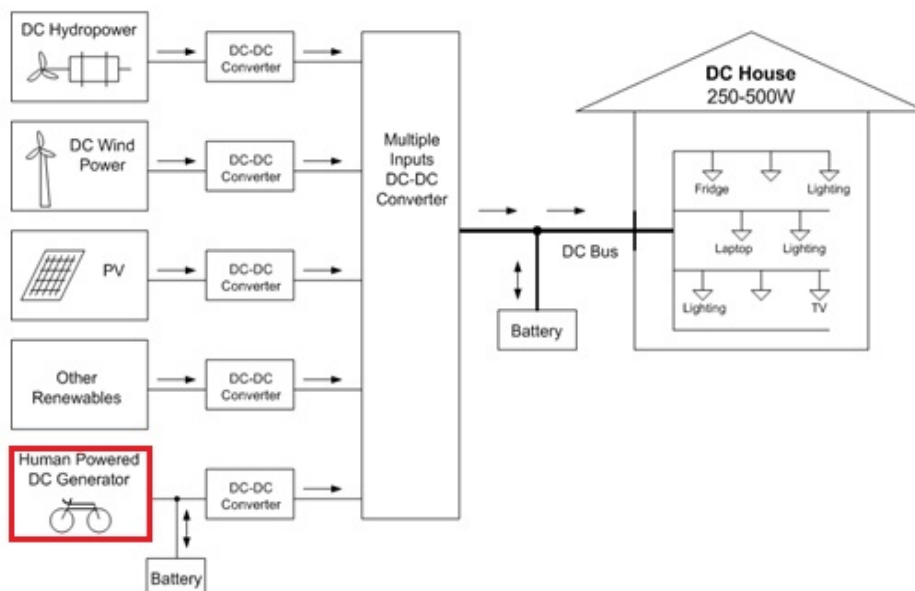 DC Hydropower
DC-DC
Converter
DC Wind
Power
DC-DC
Converter
PV
DC-DC
Converter
Other
Renewables
DC-DC
Converter
Human Powered
DC Generator
DC-DC
Converter
Battery
Multiple
Inputs
DC-DC
Converter
DC Bus
Battery
DC House
250-500W
Fridge
Lighting
Laptop
Lighting
Lighting
TV